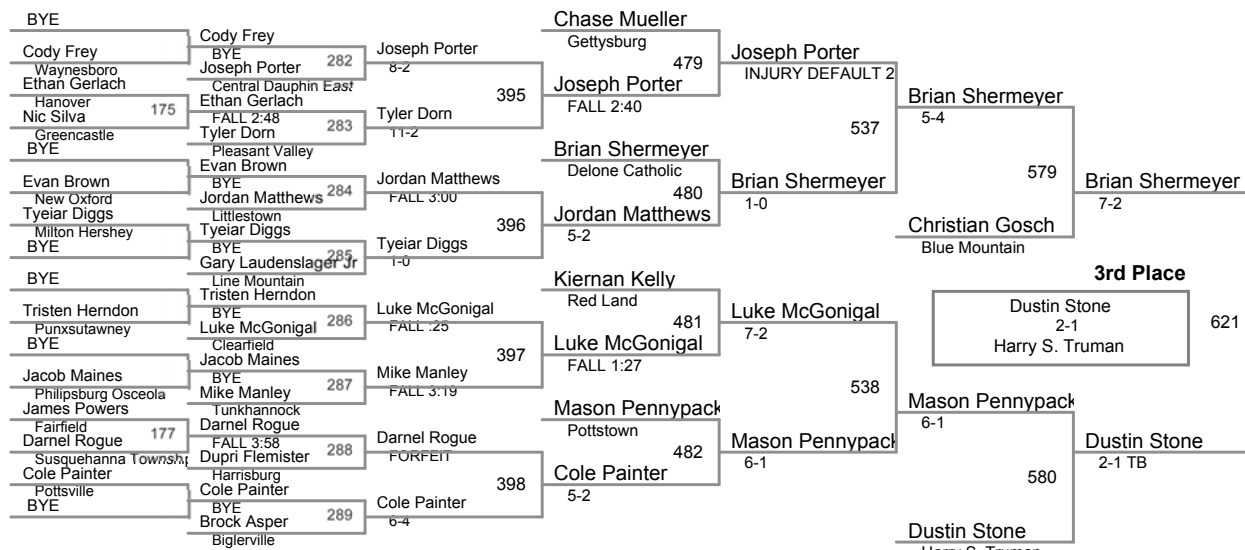 BYE
Cody Frey
Waynesboro
Ethan Gerlach
Hanover
175
Nic Silva
Greencastle
BYE
Evan Brown
New Oxford
Tyeiar Diggs
Milton Hershey
BYE
BYE
Tristen Herndon
Punxsutawney
BYE
Jacob Maines
Philipsburg Osceola
James Powers
Fairfield
177
Darnel Rogue
Susquehanna Township
Cole Painter
Pottsville
BYE
Cody Frey
BYE
282
Joseph Porter
Central Dauphin East
Ethan Gerlach
FALL 2:48
283
Tyler Dorn
Pleasant Valley
Evan Brown
BYE
284
Jordan Matthews
Littlestown
Tyeiar Diggs
BYE
285
Gary Laudenslager Jr
Line Mountain
Tristen Herndon
BYE
286
Luke McGonigal
Clearfield
Jacob Maines
BYE
287
Mike Manley
Tunkhannock
Darnel Rogue
FALL 3:58
288
Dupri Flemister
Harrisburg
Cole Painter
BYE
289
Brock Asper
Biglerville
Joseph Porter
8-2
395
Tyler Dorn
11-2
Jordan Matthews
FALL 3:00
396
Tyeiar Diggs
1-0
Luke McGonigal
FALL :25
397
Mike Manley
FALL 3:19
Darnel Rogue
FORFEIT
398
Cole Painter
6-4
Chase Mueller
Gettysburg
479
Joseph Porter
FALL 2:40
Brian Shermeyer
Delone Catholic
480
Jordan Matthews
5-2
Kiernan Kelly
Red Land
481
Luke McGonigal
FALL 1:27
Mason Pennypack
Pottstown
482
Cole Painter
5-2
Joseph Porter
INJURY DEFAULT 2
537
Brian Shermeyer
1-0
Luke McGonigal
7-2
538
Mason Pennypack
6-1
Brian Shermeyer
5-4
579
Christian Gosch
Blue Mountain
Mason Pennypack
6-1
580
Dustin Stone
Harry S. Truman
Brian Shermeyer
7-2
3rd Place
Dustin Stone
2-1
Harry S. Truman
621
Dustin Stone
2-1 TB